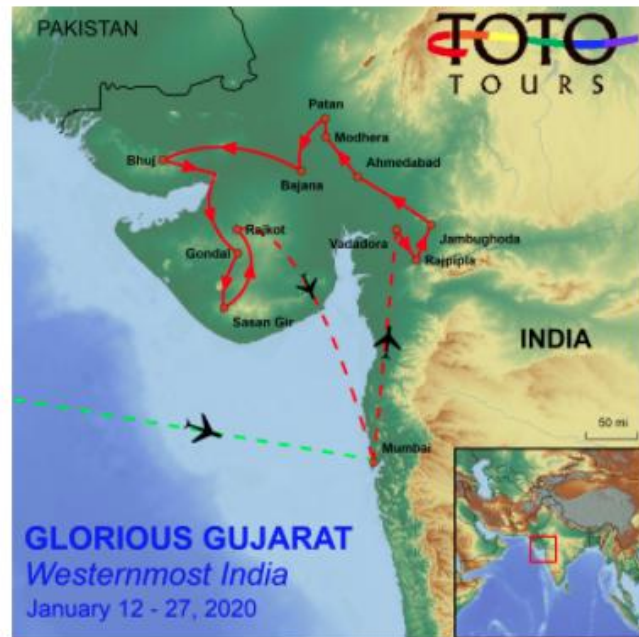 PAKISTAN
TOTO
TOURS
Patan
Modhera
Bhuj
Ahmedabad
Bajana
Rajkot
Vadadora
Jambughoda
Gondal
Rajpipla
Sasan Gir
INDIA
50 mi
Mumbai
GLORIOUS GUJARAT
Westernmost India
January 12 - 27, 2020